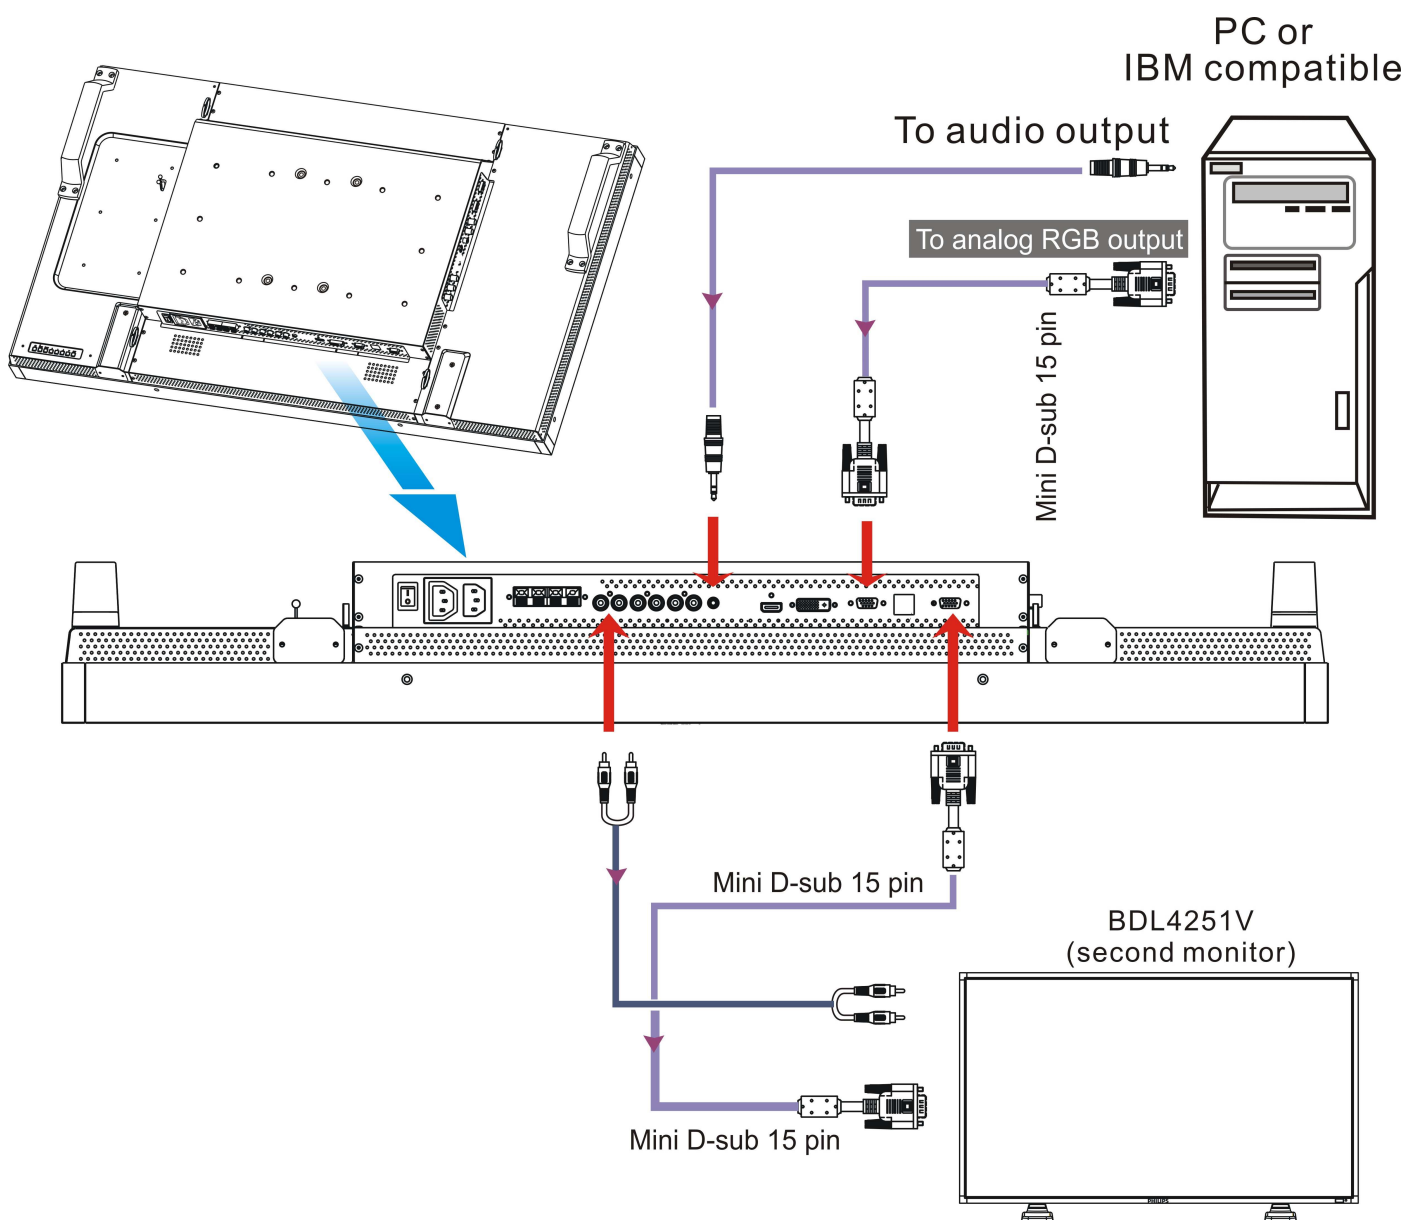 PC or
IBM compatible
To audio output
To analog RGB output
Mini D-sub 15 pin
Mini D-sub 15 pin
BDL4251V
(second monitor)
Mini D-sub 15 pin
PHILIPS